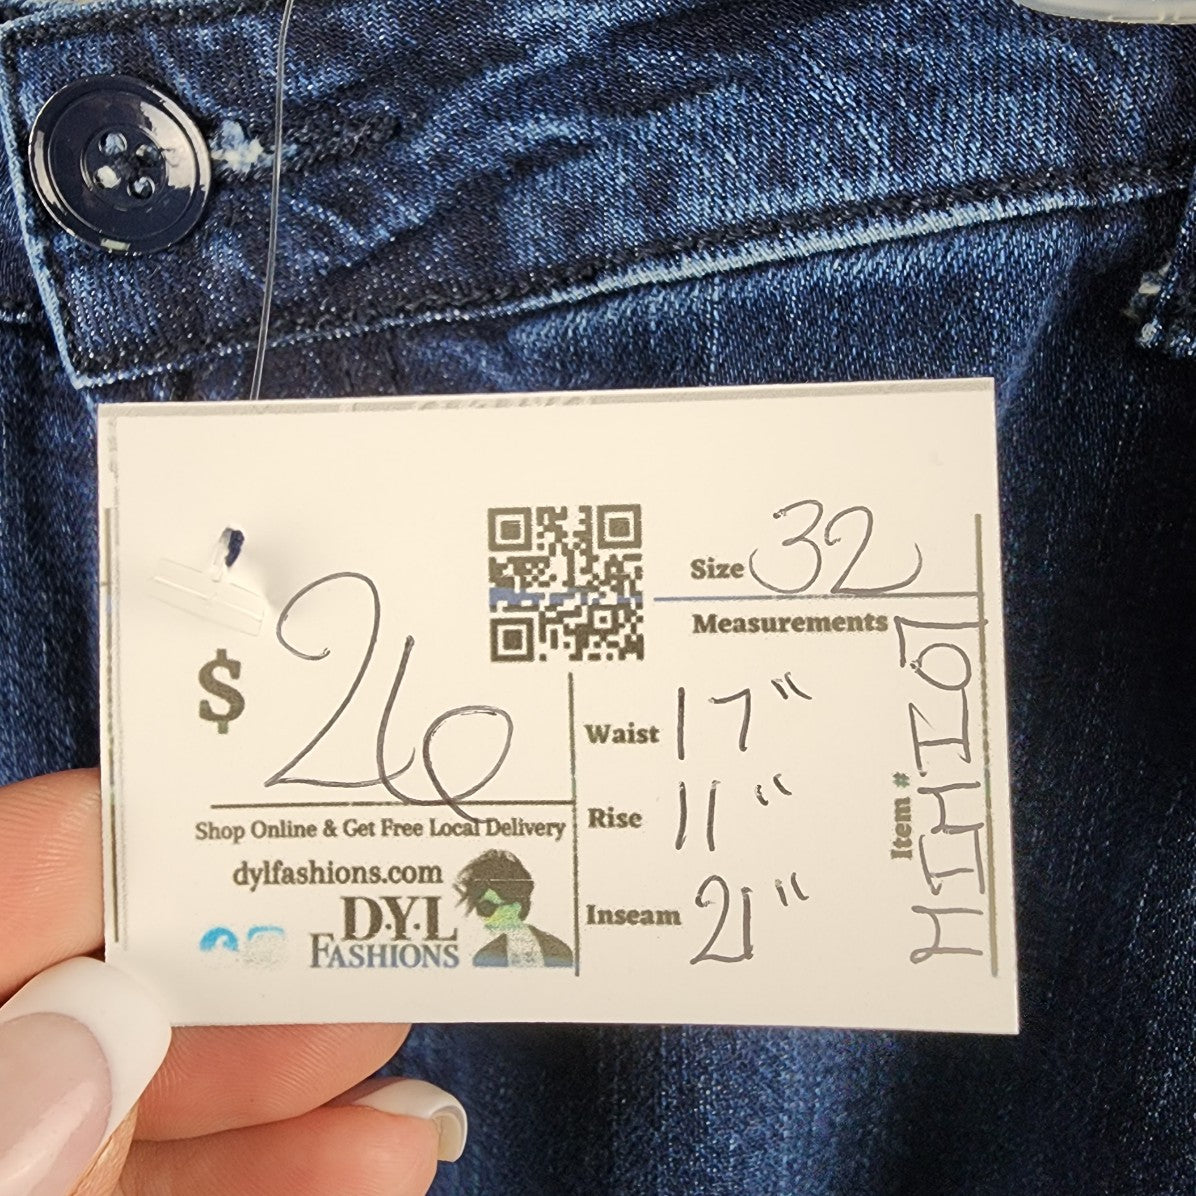 Size 32
Measurements
$ 26
Waist 17"
Rise 11"
Inseam 21"
Item #
Shop Online & Get Free Local Delivery
dylfashions.com
D·Y·L
FASHIONS